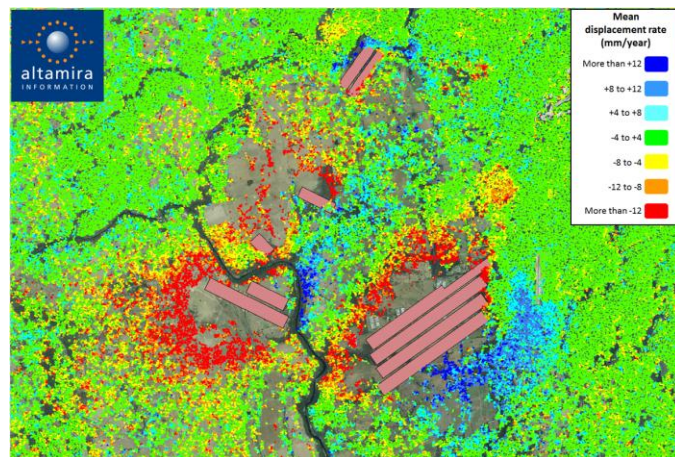 altamira
INFORMATION
Mean
displacement rate
(mm/year)
More than +12
+8 to +12
+4 to +8
-4 to +4
-8 to -4
-12 to -8
More than -12